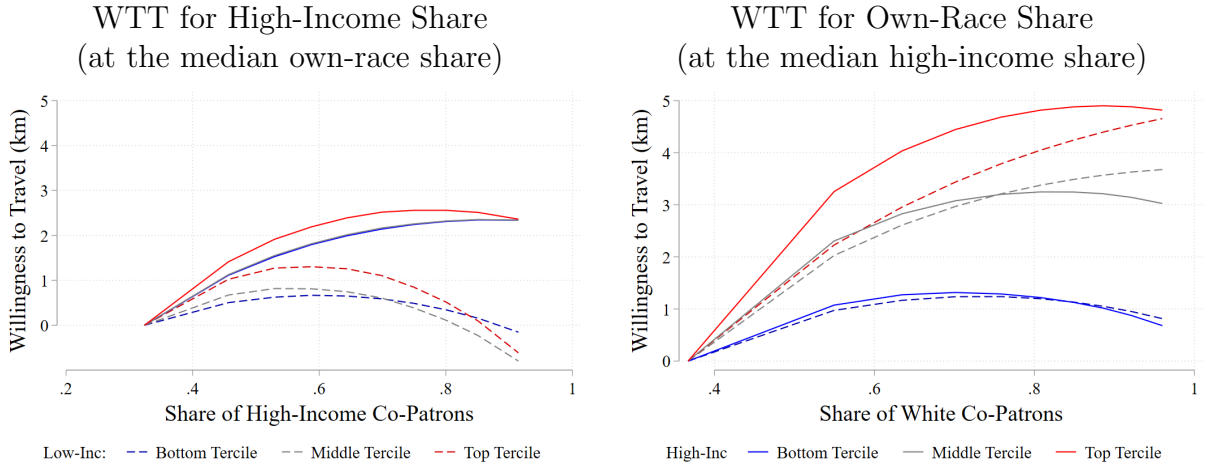 WTT for High-Income Share
(at the median own-race share)
Willingness to Travel (km)
5
4
3
2
1
0
.2
.4
.6
.8
1
Share of High-Income Co-Patrons
WTT for Own-Race Share
(at the median high-income share)
Willingness to Travel (km)
5
4
3
2
1
0
.4
.6
.8
1
Share of White Co-Patrons
Low-Inc: Bottom Tercile Middle Tercile Top Tercile
High-Inc Bottom Tercile Middle Tercile Top Tercile